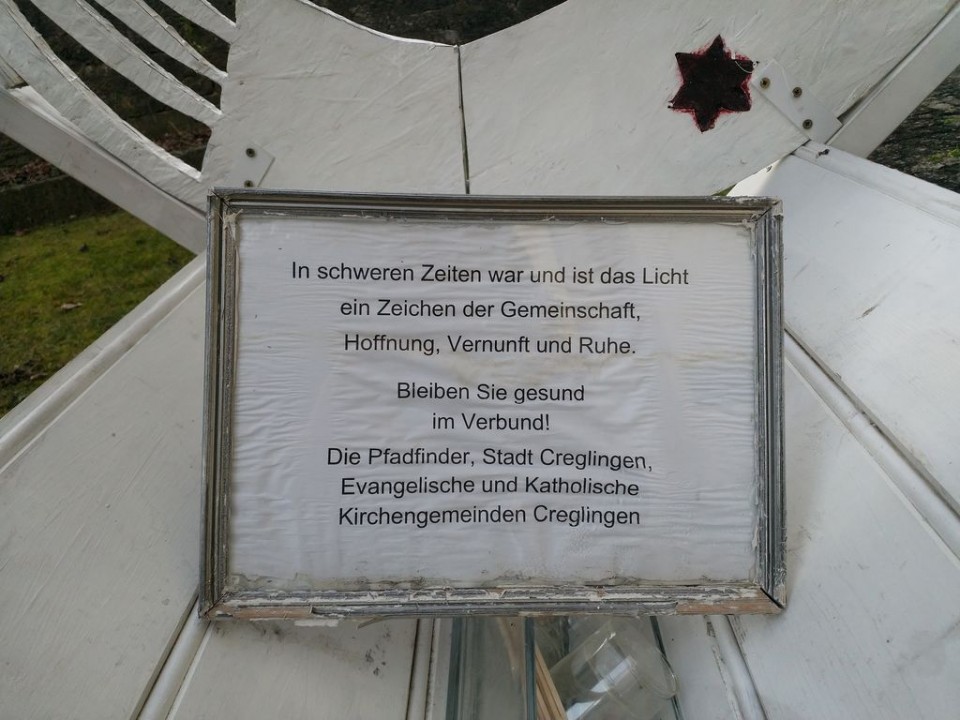 In schweren Zeiten war und ist das Licht
ein Zeichen der Gemeinschaft,
Hoffnung, Vernunft und Ruhe.
Bleiben Sie gesund
im Verbund!
Die Pfadfinder, Stadt Creglingen,
Evangelische und Katholische
Kirchengemeinden Creglingen